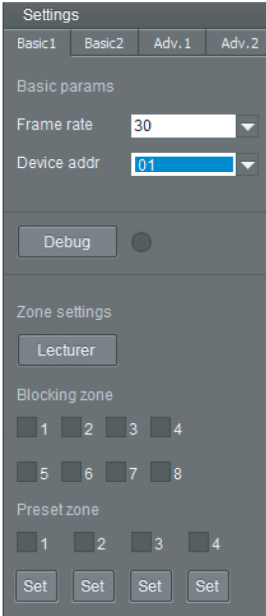 Settings
Basic1 Basic2 Adv.1 Adv.2
Basic params
Frame rate 30
Device addr 01
Debug
Zone settings
Lecturer
Blocking zone
1 2 3 4
5 6 7 8
Preset zone
1 2 3 4
Set Set Set Set